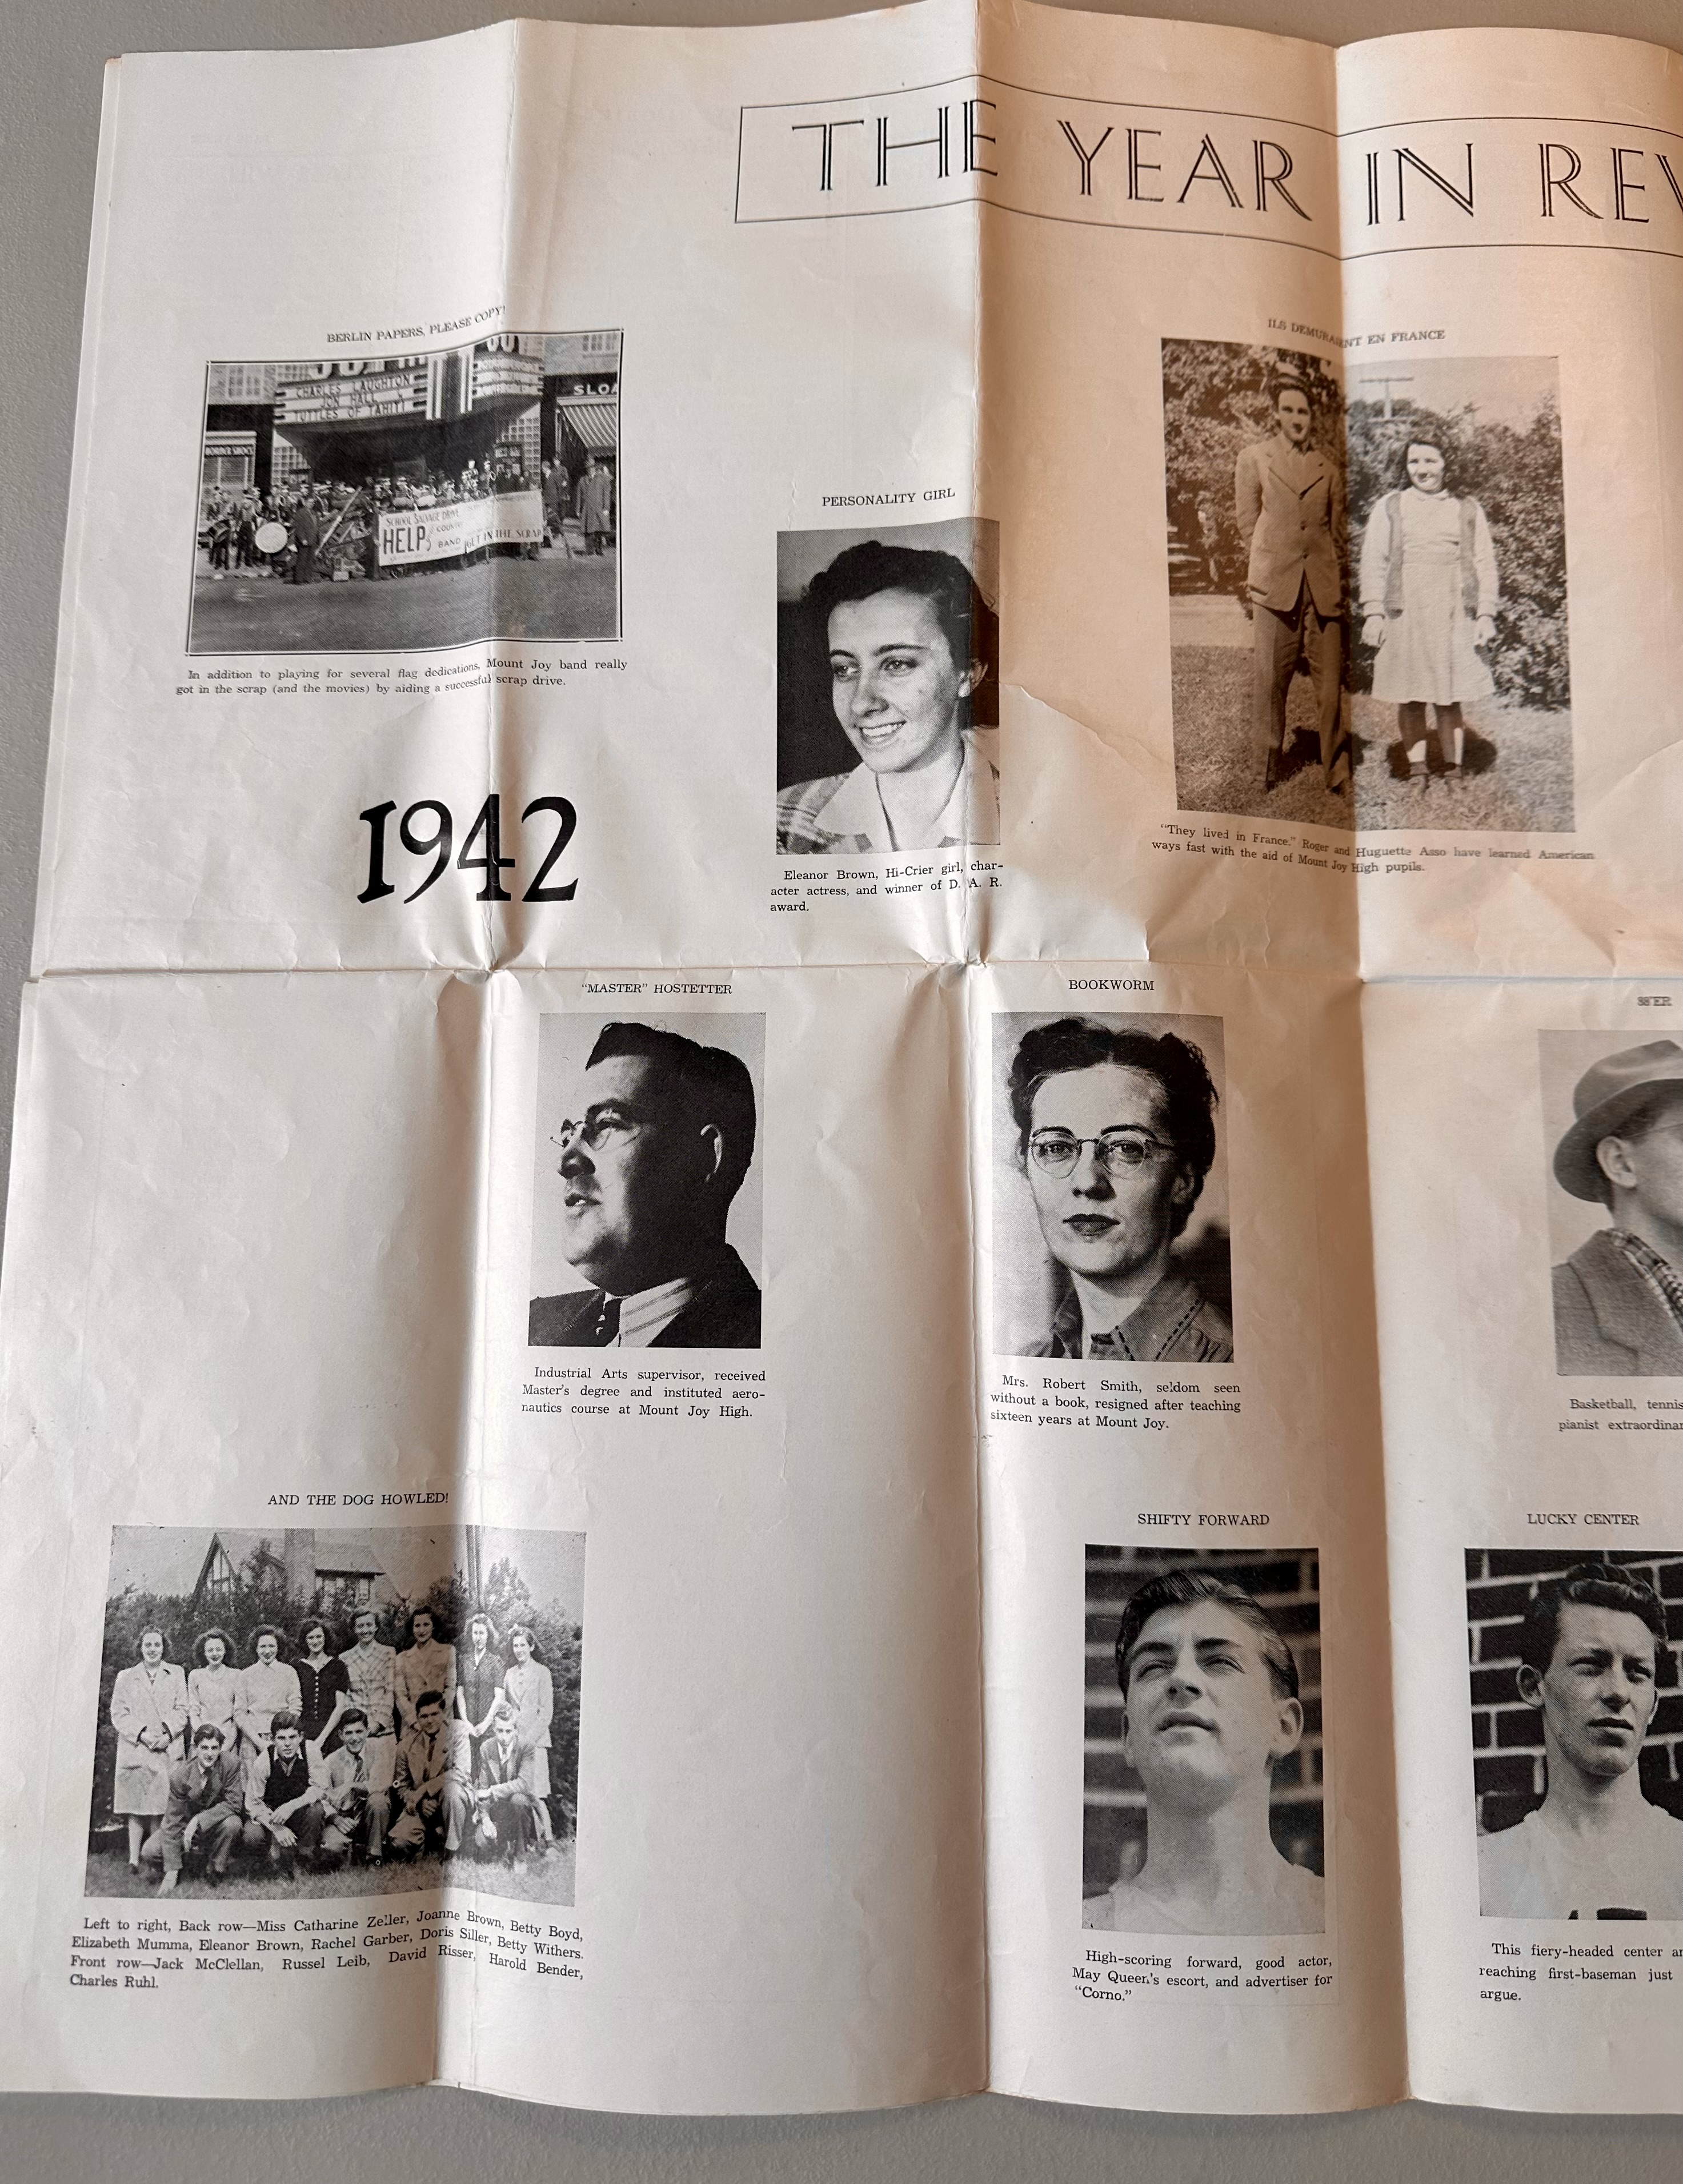 THE YEAR IN REV
BERLIN PAPERS, PLEASE COPY!
CHARLES LAUGHTON
JON HALL
TUTTLES OF TAHITI
SLOA
SCHOOL SALVAGE DRIVE
HELP
COUNTY
BAND
GET IN THE SCRAP
In addition to playing for several flag dedications, Mount Joy band really
got in the scrap (and the movies) by aiding a successful scrap drive.
1942
PERSONALITY GIRL
Eleanor Brown, Hi-Crier girl, char-
acter actress, and winner of D. A. R.
award.
ILS DEMURAIENT EN FRANCE
"They lived in France." Roger and Huguette Asso have learned American
ways fast with the aid of Mount Joy High pupils.
"MASTER" HOSTETTER
Industrial Arts supervisor, received
Master's degree and instituted aero-
nautics course at Mount Joy High.
BOOKWORM
Mrs. Robert Smith, seldom seen
without a book, resigned after teaching
sixteen years at Mount Joy.
88'ER
Basketball, tennis
pianist extraordinar
AND THE DOG HOWLED!
Left to right, Back row—Miss Catharine Zeller, Joanne Brown, Betty Boyd,
Elizabeth Mumma, Eleanor Brown, Rachel Garber, Doris Siller, Betty Withers.
Front row—Jack McClellan, Russel Leib, David Risser, Harold Bender,
Charles Ruhl.
SHIFTY FORWARD
High-scoring forward, good actor,
May Queen's escort, and advertiser for
"Corno."
LUCKY CENTER
This fiery-headed center an
reaching first-baseman just
argue.